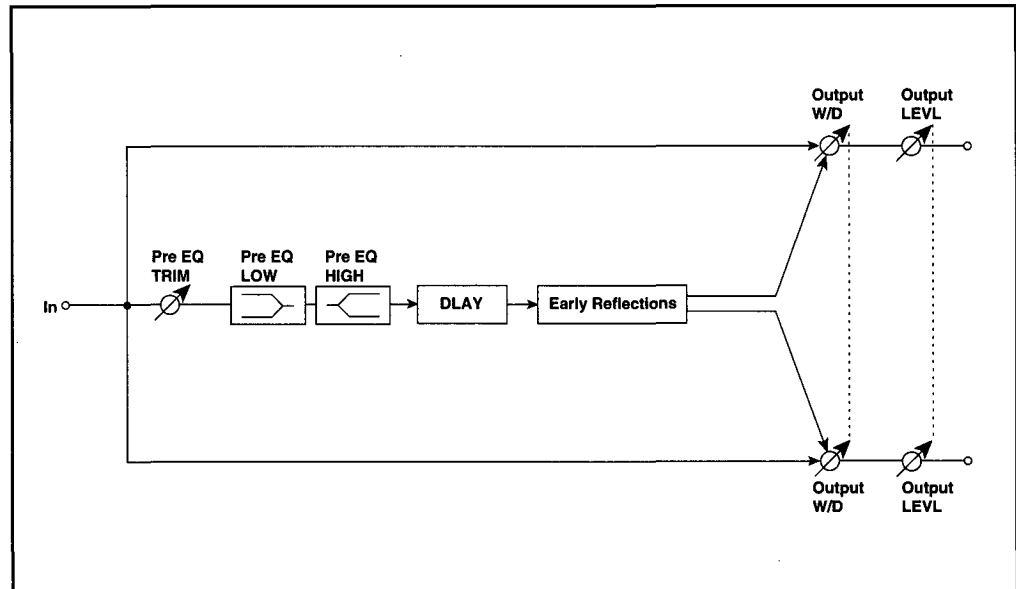 Output
W/D
Output
LEVL
Pre EQ
TRIM
Pre EQ
LOW
Pre EQ
HIGH
In
DLAY
Early Reflections
Output
W/D
Output
LEVL